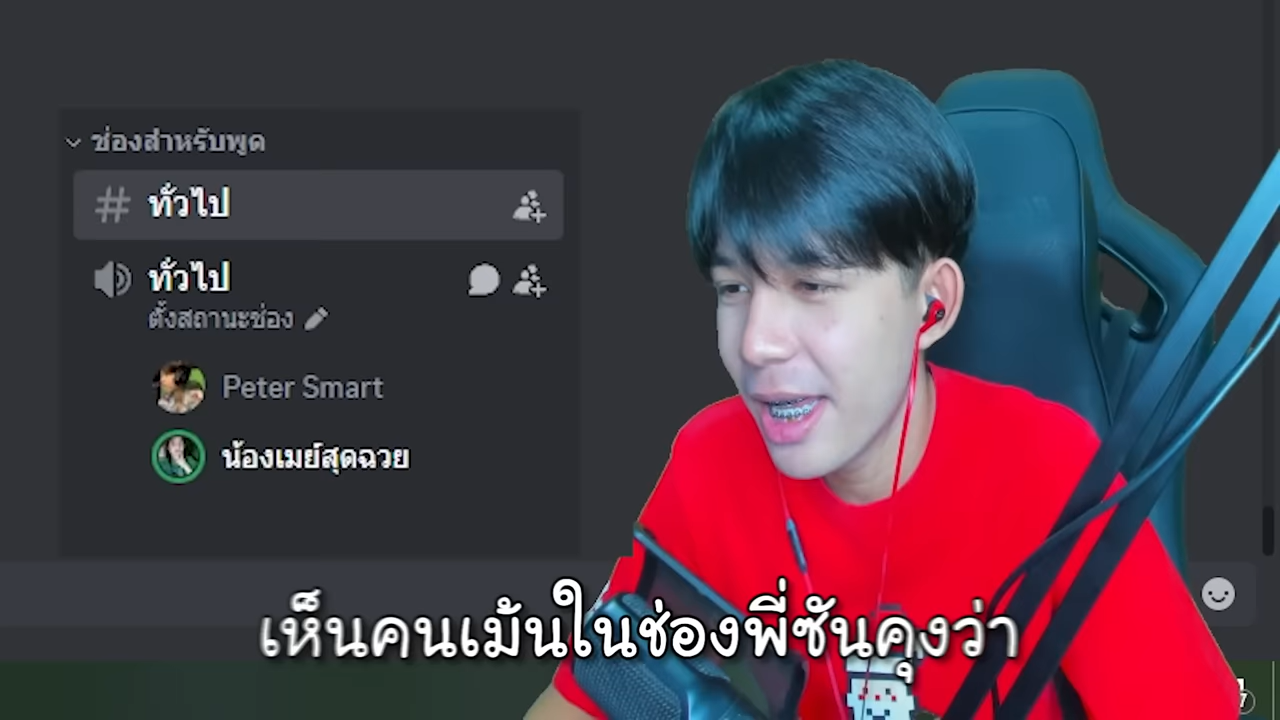 ช่องสำหรับพูด
ทั่วไป
ทั่วไป
ตั้งสถานะช่อง
Peter Smart
น้องเมย์สุดฉวย
เห็นคนเม้นในช่องพี่ซันคุงว่า